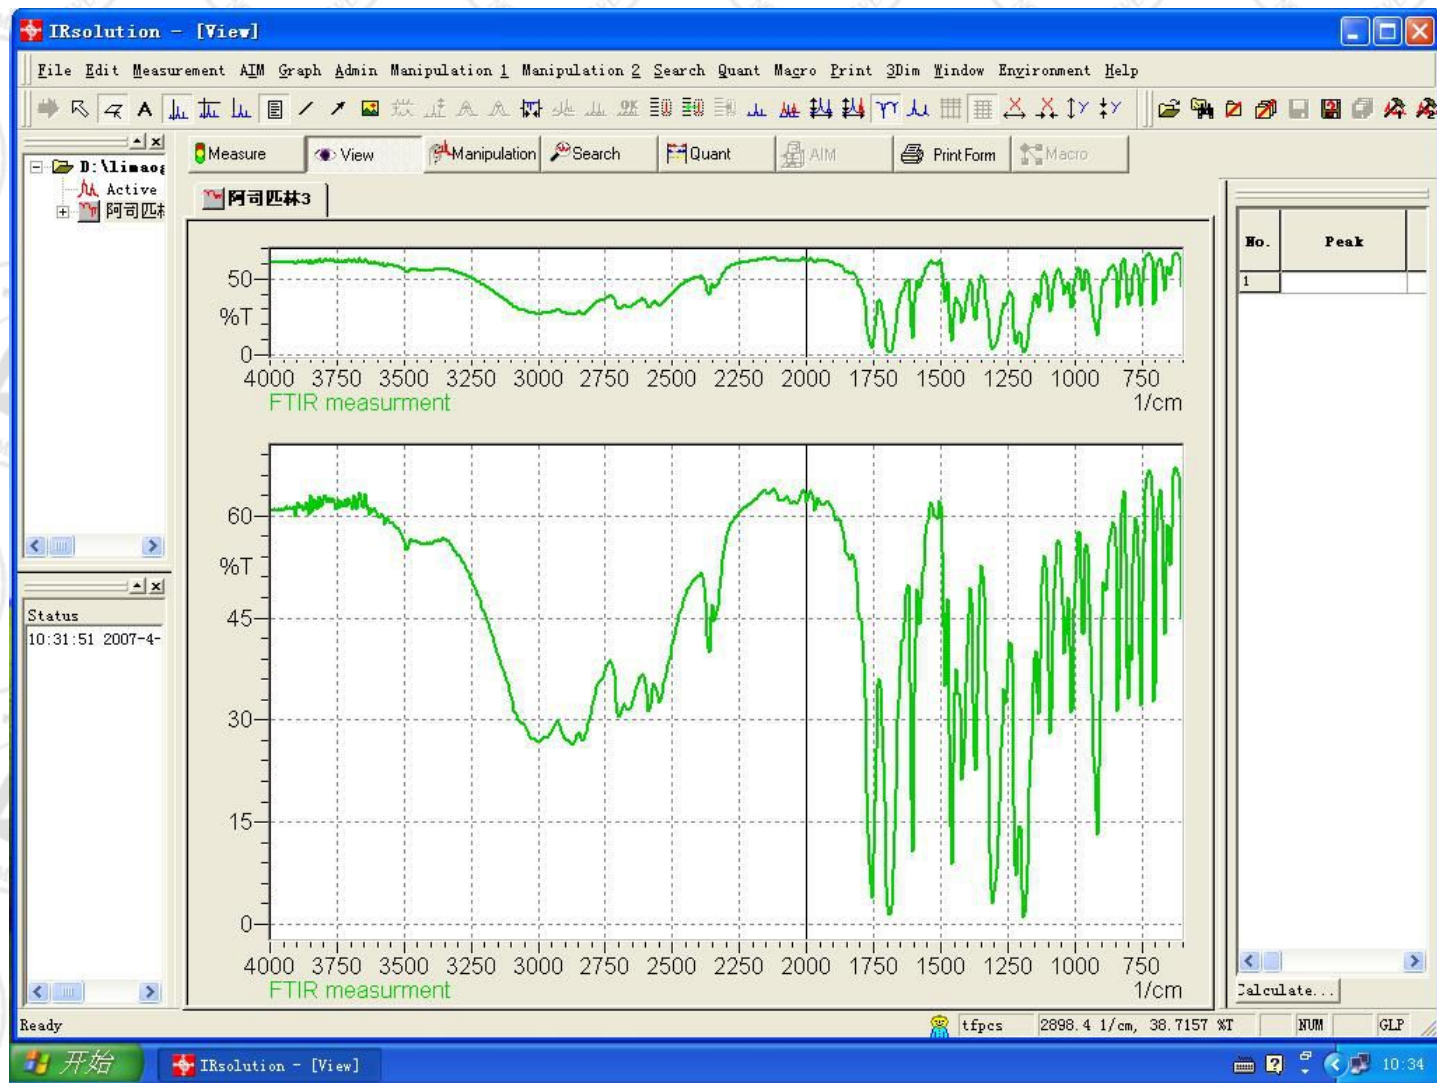 IRsolution - [View]
File Edit Measurement AIM Graph Admin Manipulation 1 Manipulation 2 Search Quant Macro Print 3Dim Window Environment Help
D:\limaog
Active
阿司匹林
Measure View Manipulation Search Quant AIM Print Form Macro
阿司匹林3
50
%T
0
4000 3750 3500 3250 3000 2750 2500 2250 2000 1750 1500 1250 1000 750
FTIR measurment 1/cm
60
%T
45
30
15
0
4000 3750 3500 3250 3000 2750 2500 2250 2000 1750 1500 1250 1000 750
FTIR measurment 1/cm
No. Peak
1
Calculate...
Status
10:31:51 2007-4-
Ready tfpcs 2898.4 1/cm, 38.7157 %T NUM GLP
开始 IRsolution - [View] 10:34